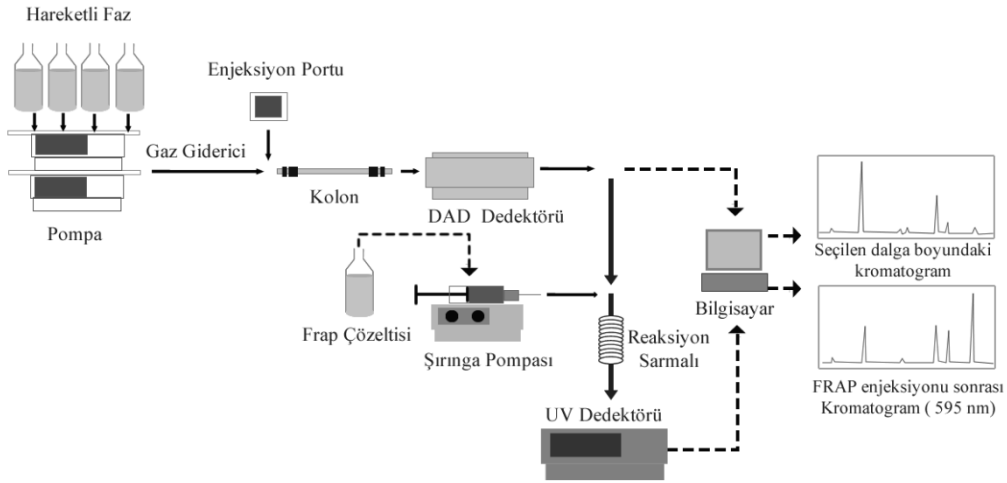 Hareketli Faz
Enjeksiyon Portu
Gaz Giderici
Kolon
DAD Dedektörü
Pompa
Seçilen dalga boyundaki
kromatogram
Bilgisayar
Frap Çözeltisi
Şırınga Pompası
Reaksiyon
Sarmalı
FRAP enjeksiyonu sonrası
Kromatogram ( 595 nm)
UV Dedektörü